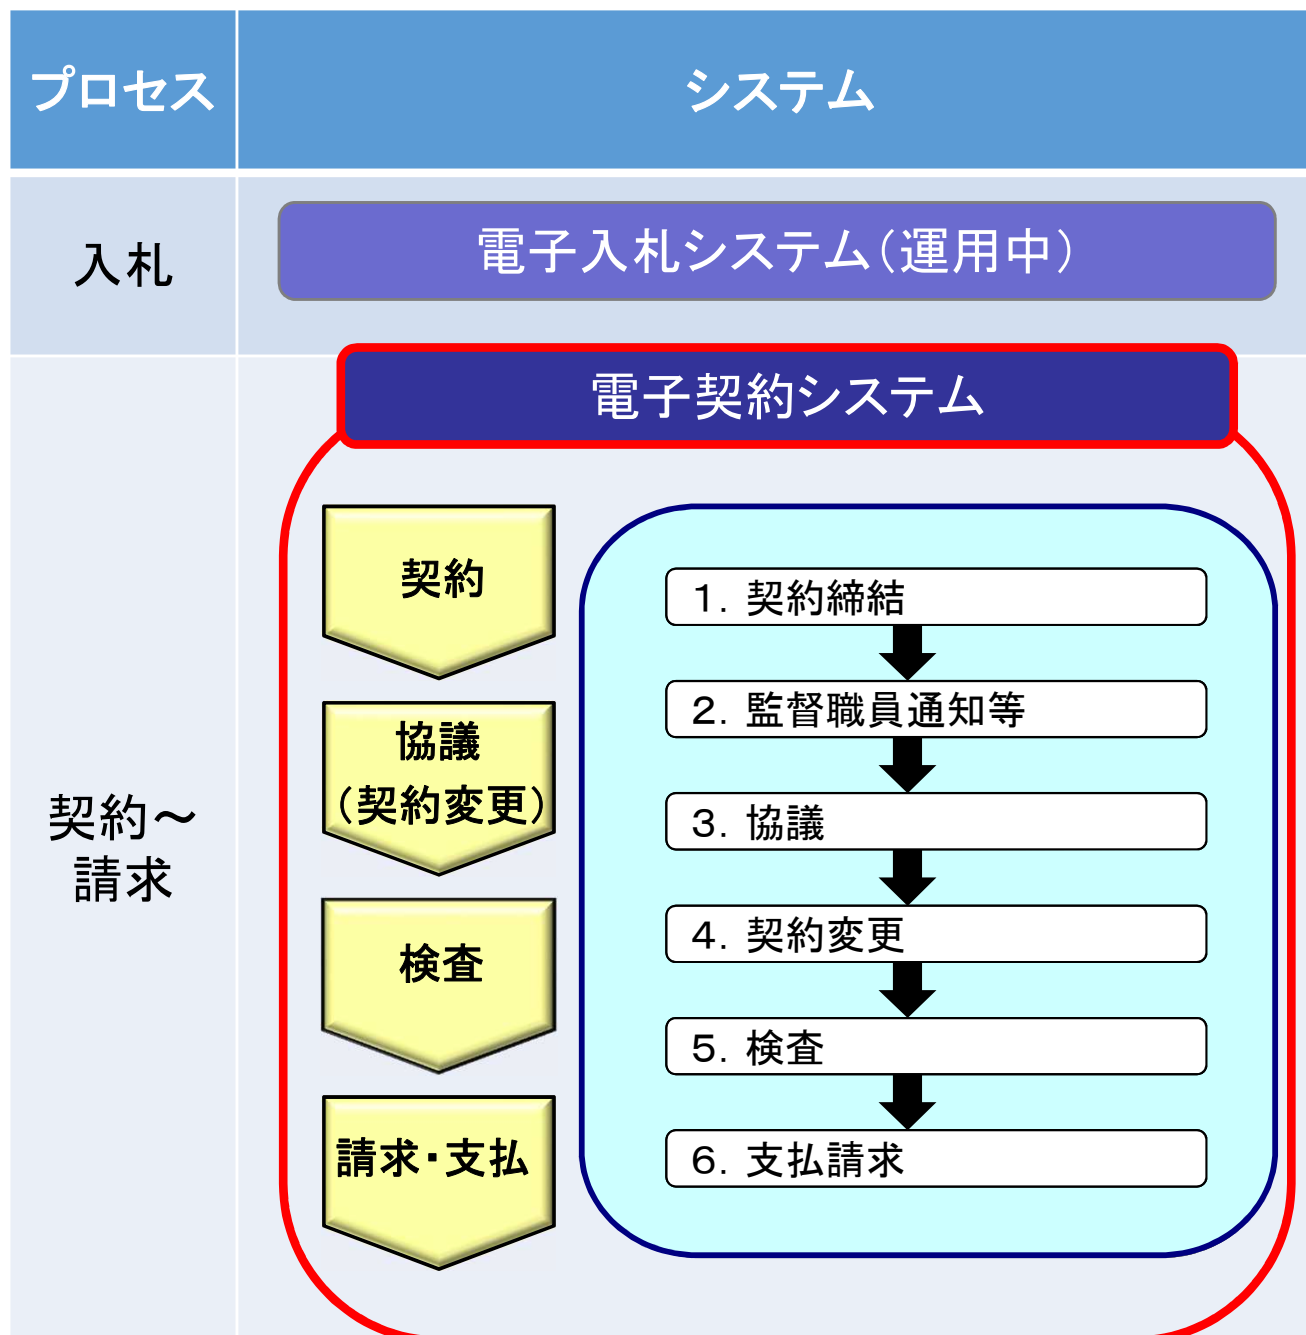 プロセス
システム
入札
電子入札システム（運用中）
電子契約システム
契約～
請求
契約
協議
（契約変更）
検査
請求・支払
１．契約締結
２．監督職員通知等
３．協議
４．契約変更
５．検査
６．支払請求